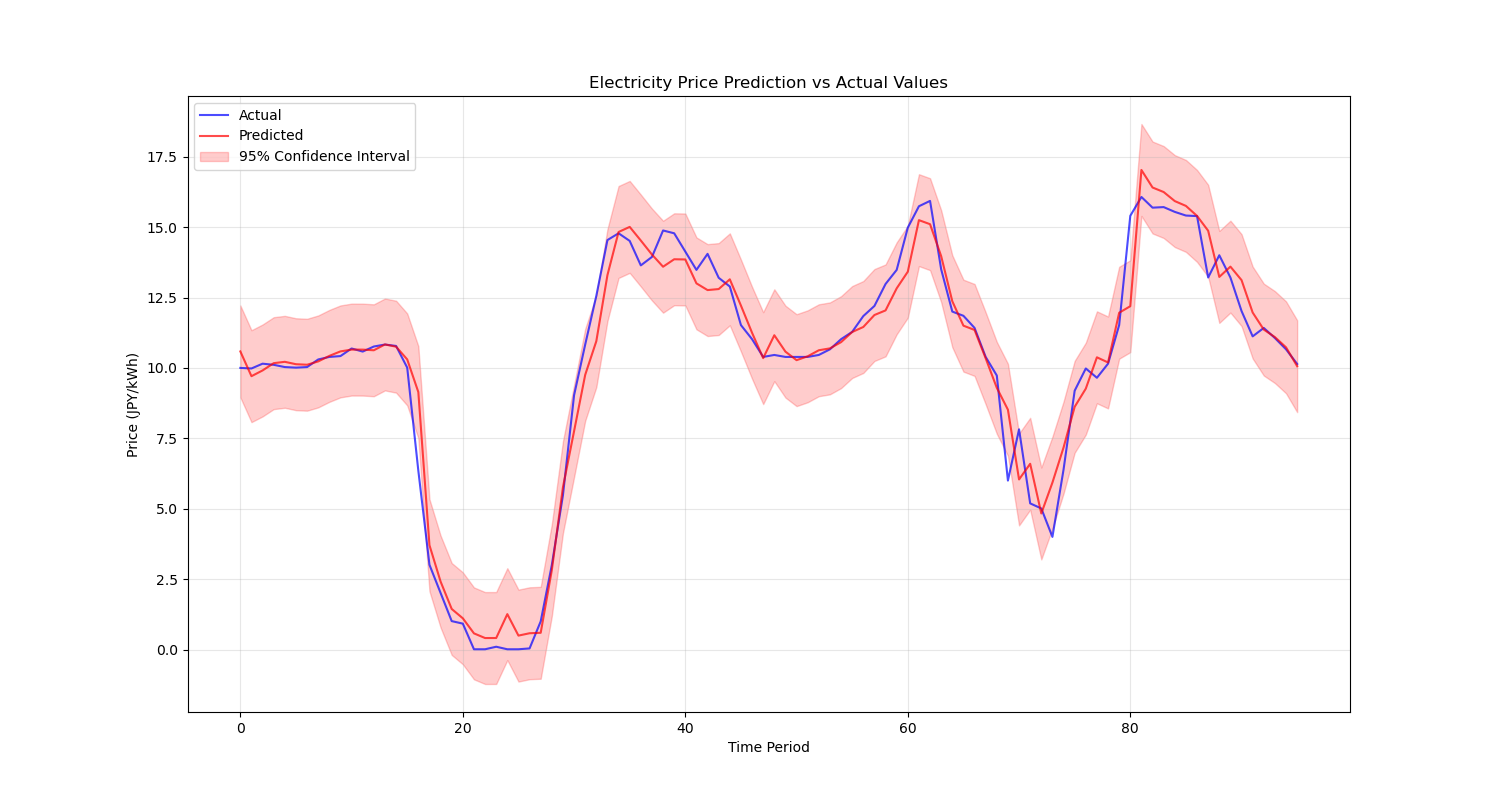 Electricity Price Prediction vs Actual Values
Actual
Predicted
95% Confidence Interval
Price (JPY/kWh)
17.5
15.0
12.5
10.0
7.5
5.0
2.5
0.0
0 20 40 60 80
Time Period